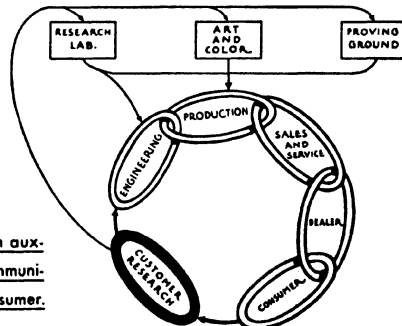 RESEARCH
LAB.
ART
AND
COLOR
PROVING
GROUND
PRODUCTION
ENGINEERING
SALES
AND
SERVICE
DEALER
CUSTOMER
RESEARCH
CONSUMER
n aux-
mmuni-
sumer.